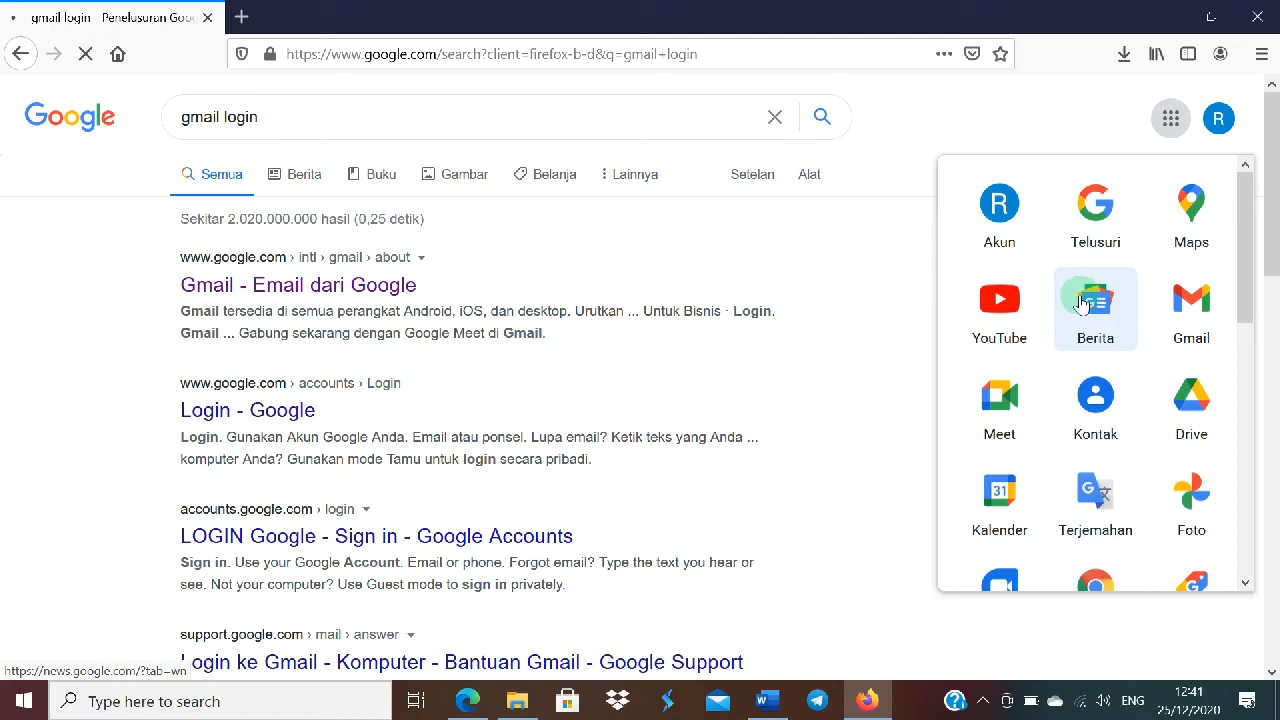 gmail login - Penelusuran Goo
https://www.google.com/search?client=firefox-b-d&q=gmail+login
Google
gmail login
R
Semua
Berita
Buku
Gambar
Belanja
Lainnya
Setelan
Alat
Sekitar 2.020.000.000 hasil (0,25 detik)
www.google.com › intl › gmail › about
Gmail - Email dari Google
Gmail tersedia di semua perangkat Android, iOS, dan desktop. Urutkan ... Untuk Bisnis · Login.
Gmail ... Gabung sekarang dengan Google Meet di Gmail.
www.google.com › accounts › Login
Login - Google
Login. Gunakan Akun Google Anda. Email atau ponsel. Lupa email? Ketik teks yang Anda ...
komputer Anda? Gunakan mode Tamu untuk login secara pribadi.
accounts.google.com › login
LOGIN Google - Sign in - Google Accounts
Sign in. Use your Google Account. Email or phone. Forgot email? Type the text you hear or
see. Not your computer? Use Guest mode to sign in privately.
support.google.com › mail › answer
Login ke Gmail - Komputer - Bantuan Gmail - Google Support
R
Akun
Telusuri
Maps
YouTube
Berita
Gmail
Meet
Kontak
Drive
31
Kalender
Terjemahan
Foto
https://news.google.com/?tab=wn
Type here to search
ENG
12:41
25/12/2020